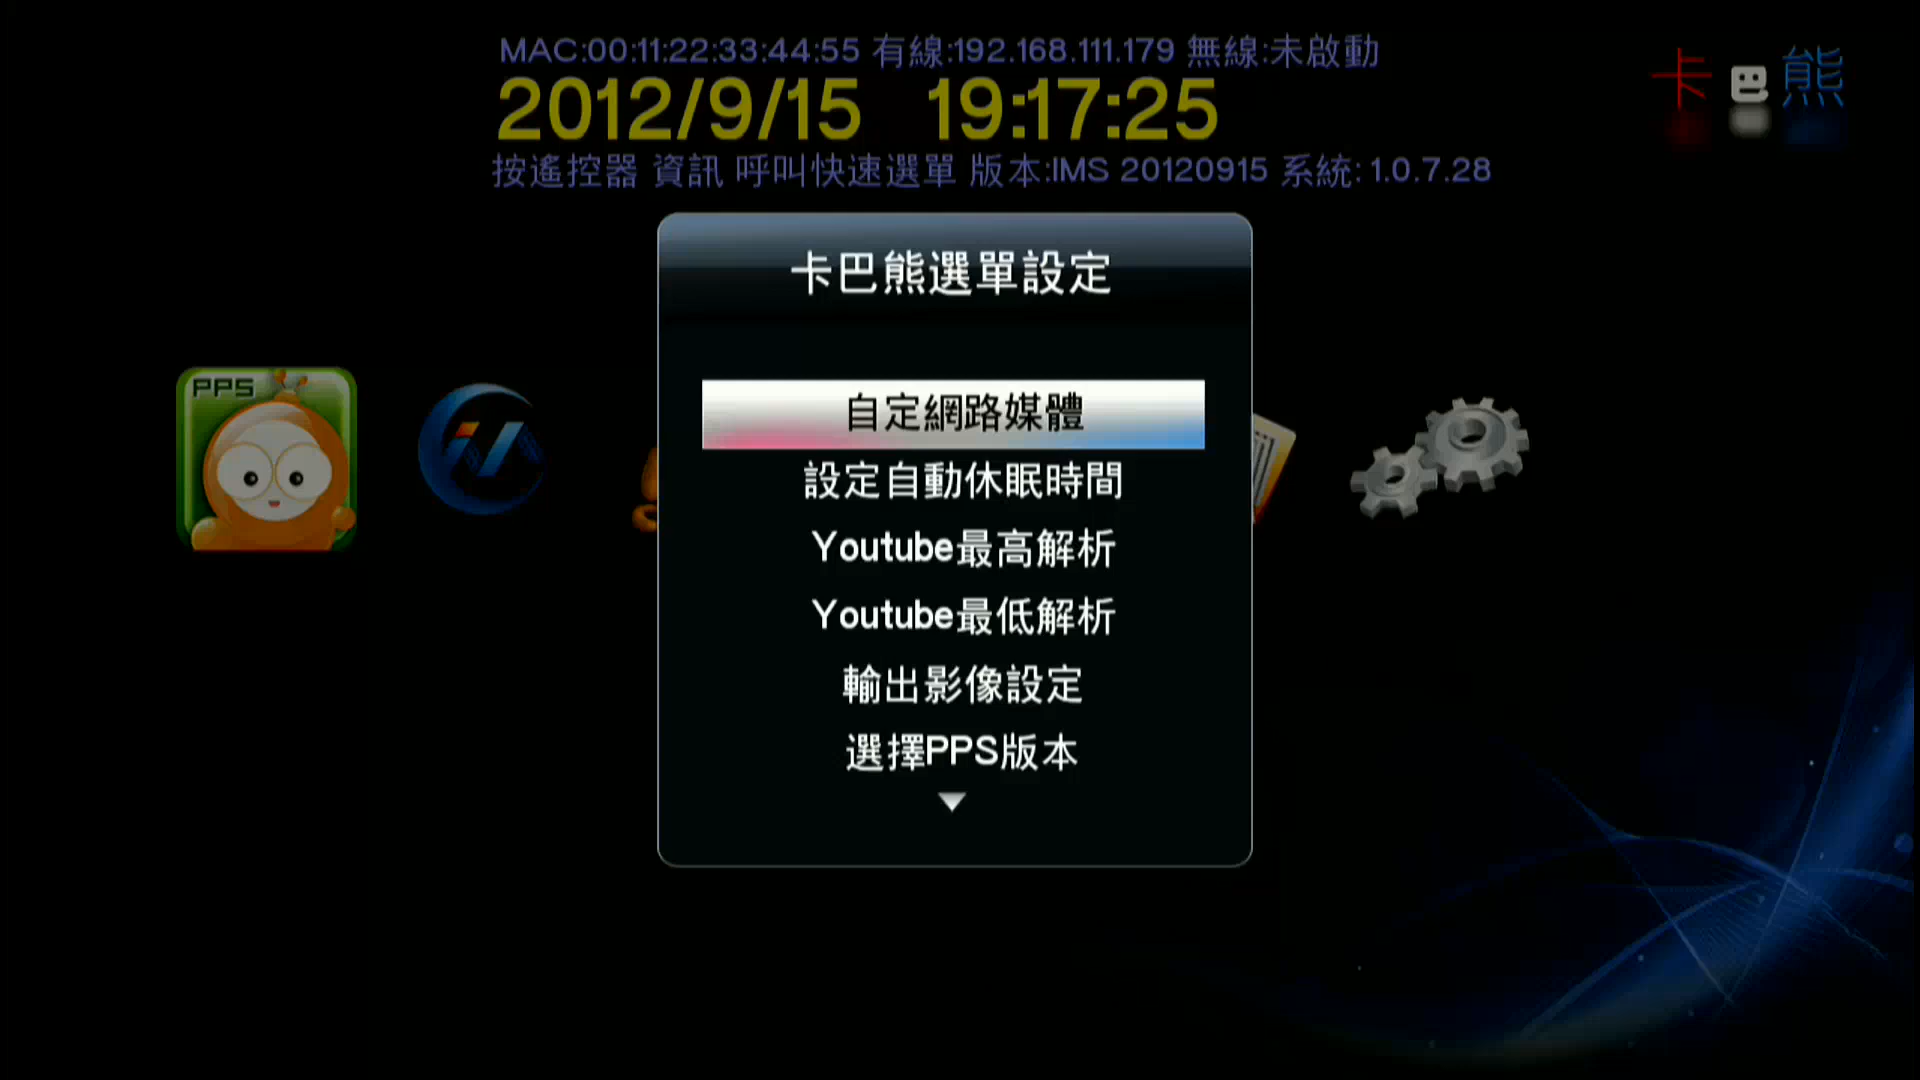 MAC:00:11:22:33:44:55 有線:192.168.111.179 無線:未啟動
2012/9/15 19:17:25
卡巴熊
按遙控器 資訊 呼叫快速選單 版本:IMS 20120915 系統: 1.0.7.28
卡巴熊選單設定
PPS
自定網路媒體
設定自動休眠時間
Youtube最高解析
Youtube最低解析
輸出影像設定
選擇PPS版本